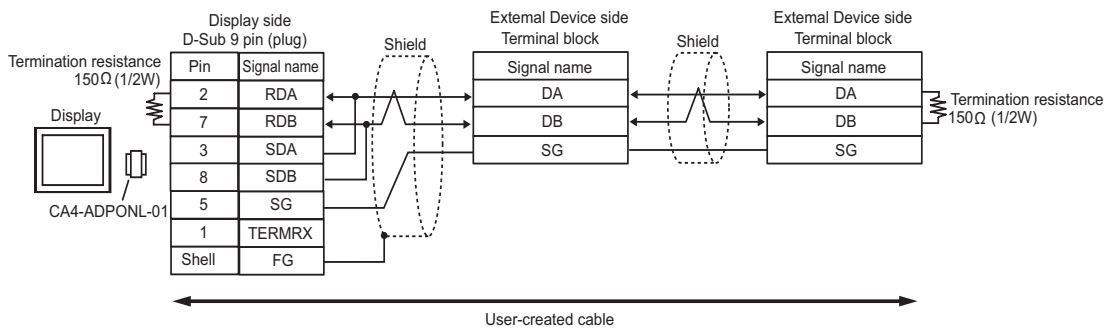 Display side
D-Sub 9 pin (plug)
External Device side
Terminal block
External Device side
Terminal block
Shield
Shield
Termination resistance
150Ω (1/2W)
Pin Signal name
Signal name
Signal name
2 RDA
DA
DA
7 RDB
DB
DB
Termination resistance
150Ω (1/2W)
Display
3 SDA
SG
SG
8 SDB
5 SG
CA4-ADPONL-01
1 TERMRX
Shell FG
User-created cable